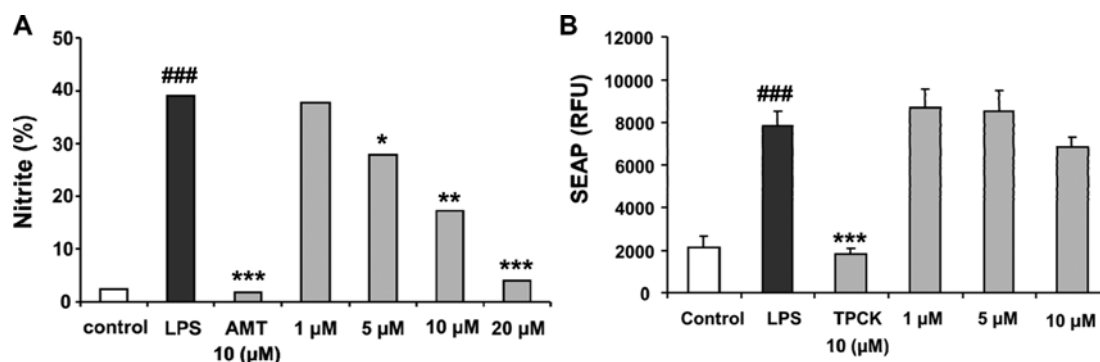 A
Nitrite (%)
50
40
30
20
10
0
###
***
*
**
***
control LPS AMT 1 µM 5 µM 10 µM 20 µM
10 (µM)
B
SEAP (RFU)
12000
10000
8000
6000
4000
2000
0
###
***
Control LPS TPCK 1 µM 5 µM 10 µM
10 (µM)